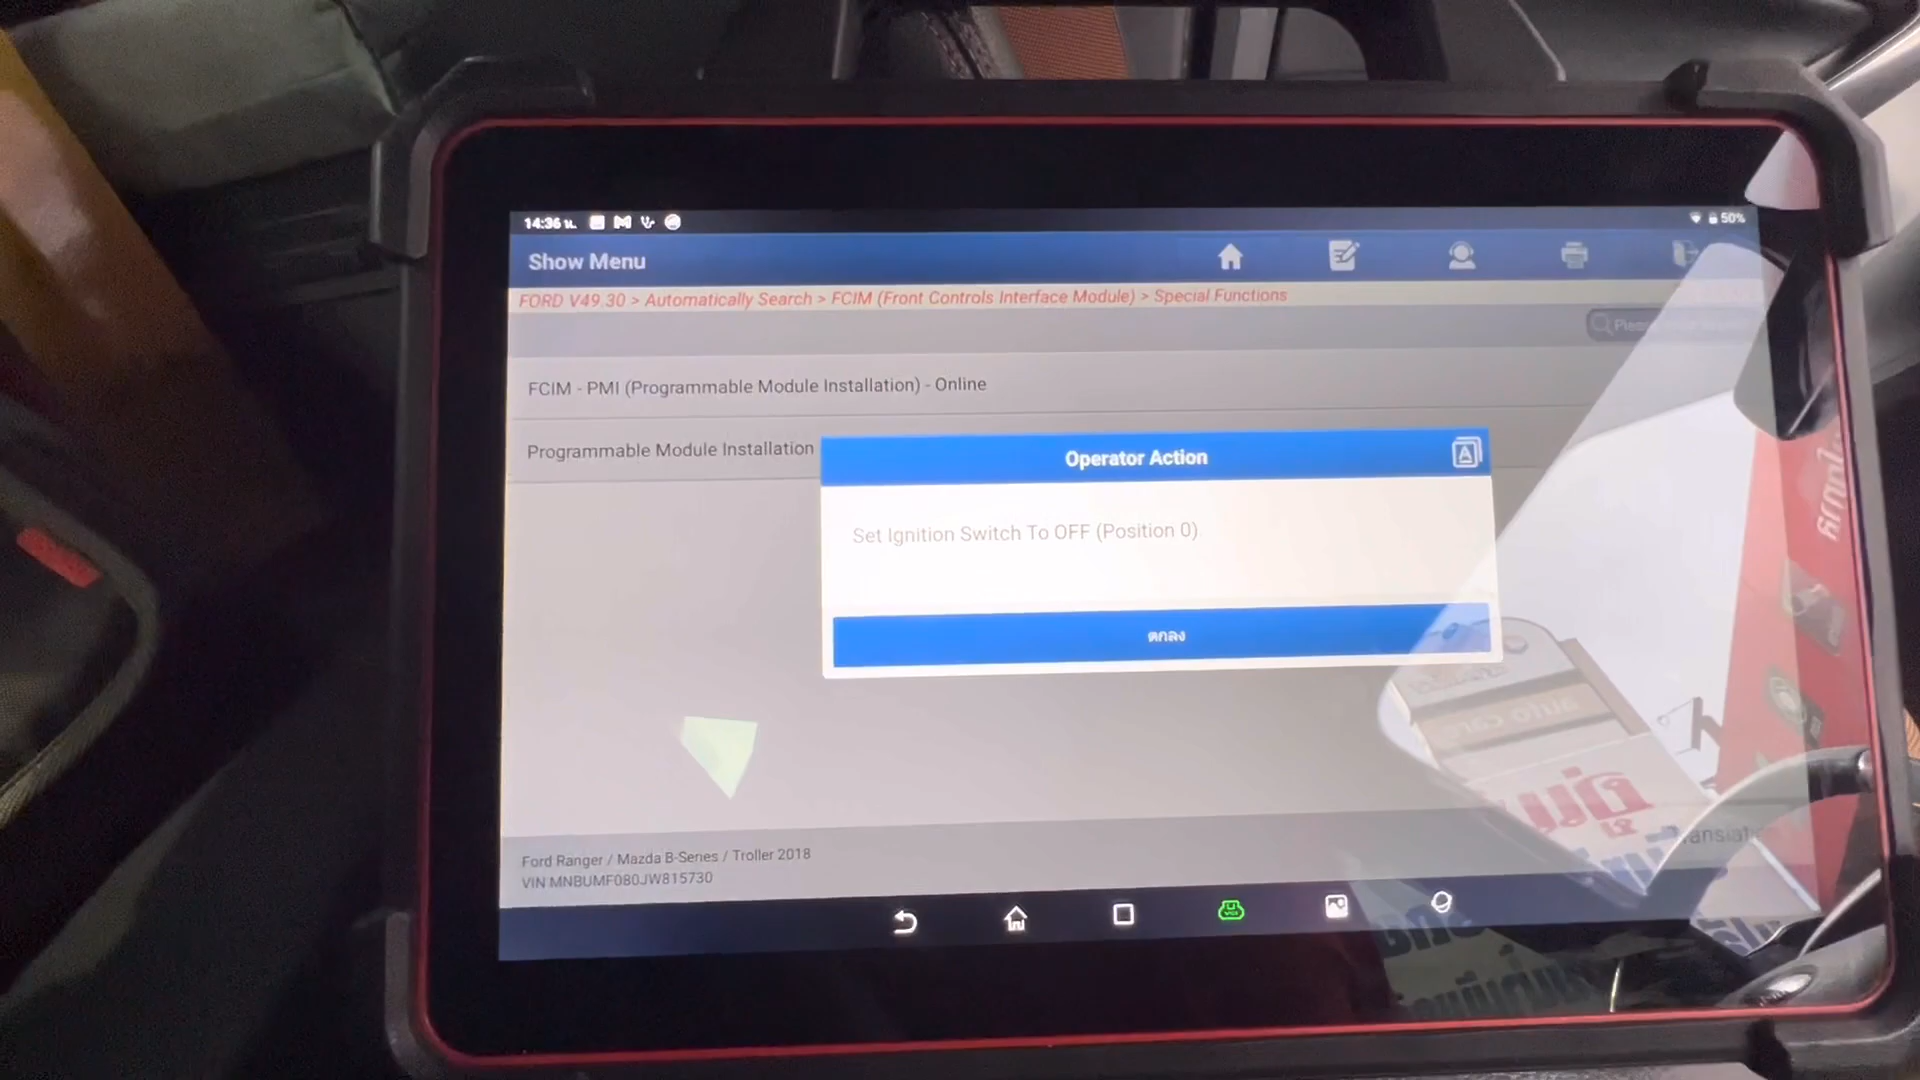 14:36 น.
50%
Show Menu
FORD V49.30 > Automatically Search > FCIM (Front Controls Interface Module) > Special Functions
FCIM - PMI (Programmable Module Installation) - Online
Programmable Module Installation
Operator Action
Set Ignition Switch To OFF (Position 0)
ตกลง
Ford Ranger / Mazda B-Series / Troller 2018
VIN MNBUMF080JW815730
VCI